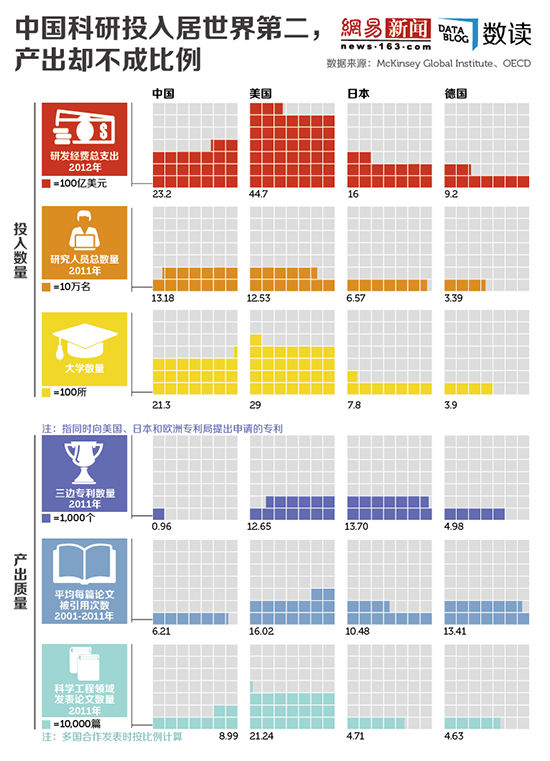 中国科研投入居世界第二，
产出却不成比例
網易 新闻
news·163.com
DATA BLOG 数读
数据来源：McKinsey Global Institute、OECD
中国 美国 日本 德国
投入数量
研发经费总支出
2012年
=100亿美元
23.2 44.7 16 9.2
研究人员总数量
2011年
=10万名
13.18 12.53 6.57 3.39
大学数量
=100所
21.3 29 7.8 3.9
注：指同时向美国、日本和欧洲专利局提出申请的专利
产出质量
三边专利数量
2011年
=1,000个
0.96 12.65 13.70 4.98
平均每篇论文
被引用次数
2001-2011年
6.21 16.02 10.48 13.41
科学工程领域
发表论文数量
2011年
=10,000篇
8.99 21.24 4.71 4.63
注：多国合作发表时按比例计算